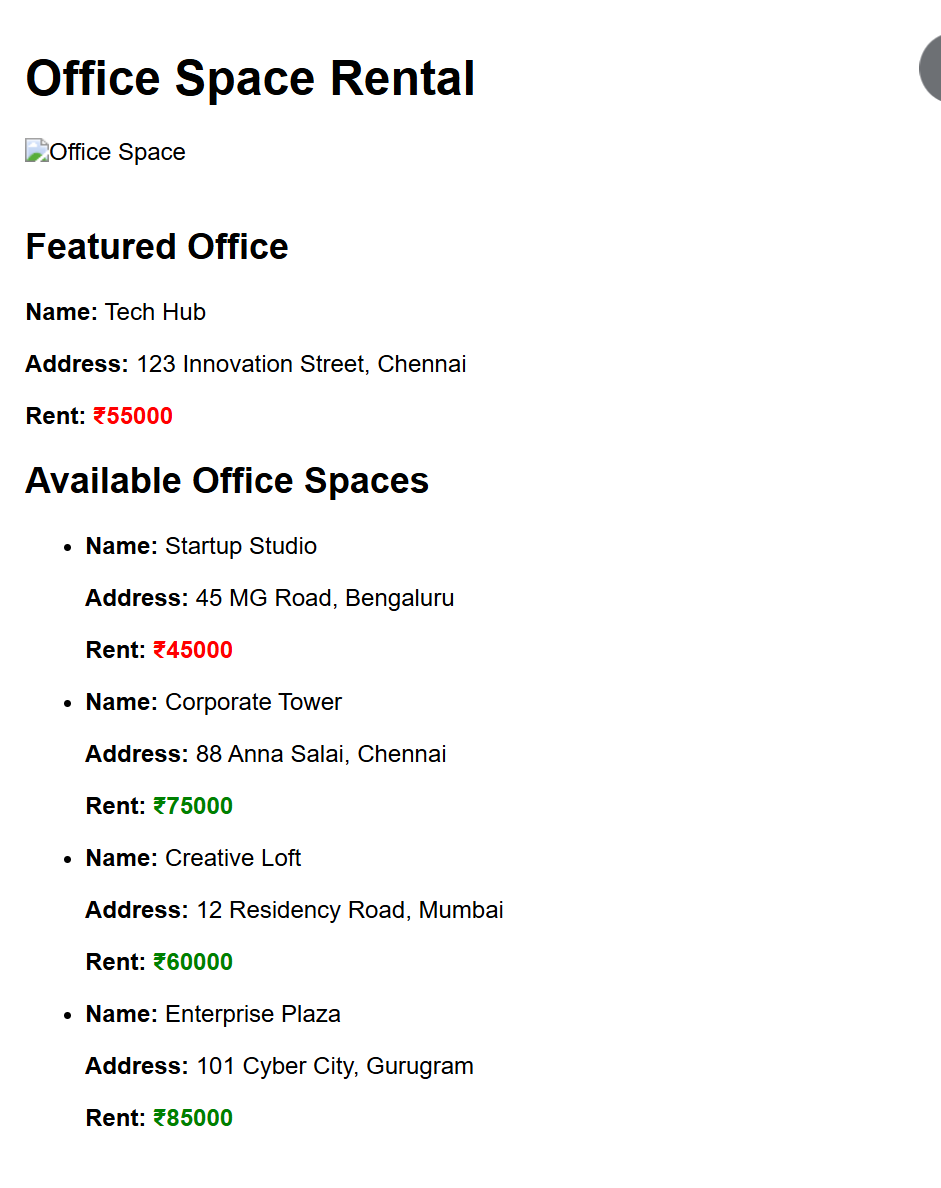 Office Space Rental
Office Space
Featured Office
Name: Tech Hub
Address: 123 Innovation Street, Chennai
Rent: ₹55000
Available Office Spaces
Name: Startup Studio
Address: 45 MG Road, Bengaluru
Rent: ₹45000
Name: Corporate Tower
Address: 88 Anna Salai, Chennai
Rent: ₹75000
Name: Creative Loft
Address: 12 Residency Road, Mumbai
Rent: ₹60000
Name: Enterprise Plaza
Address: 101 Cyber City, Gurugram
Rent: ₹85000